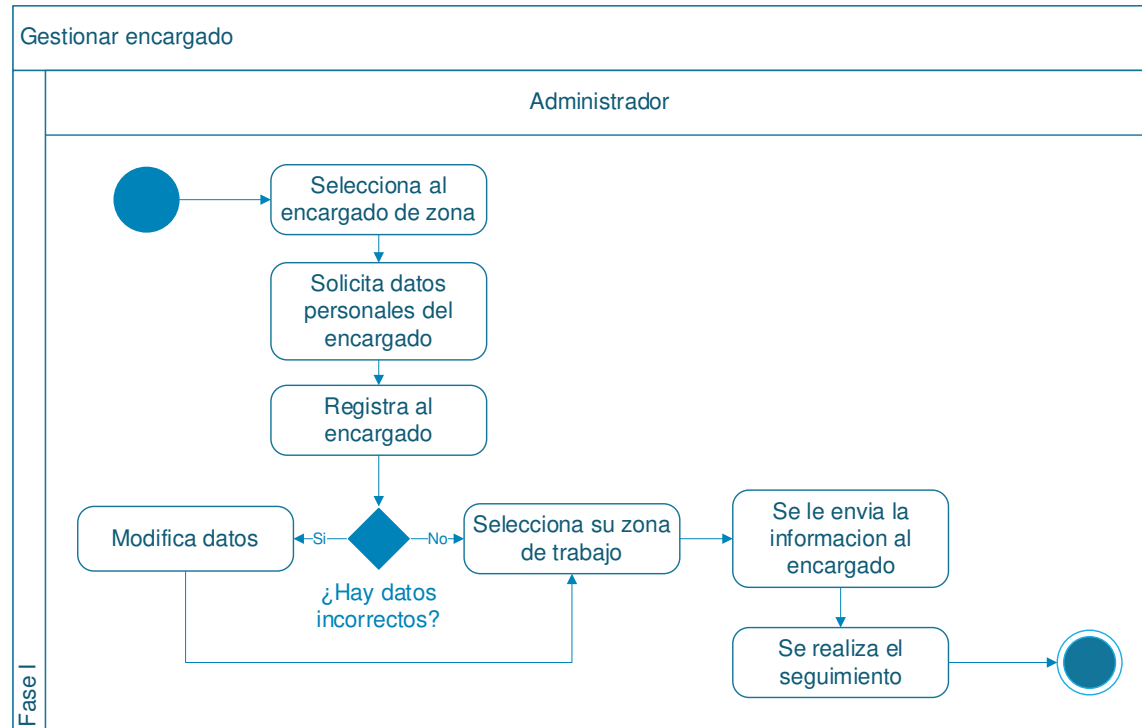 Gestionar encargado
Administrador
Fase I
Selecciona al
encargado de zona
Solicita datos
personales del
encargado
Registra al
encargado
Modifica datos
Si
No
¿Hay datos
incorrectos?
Selecciona su zona
de trabajo
Se le envia la
informacion al
encargado
Se realiza el
seguimiento